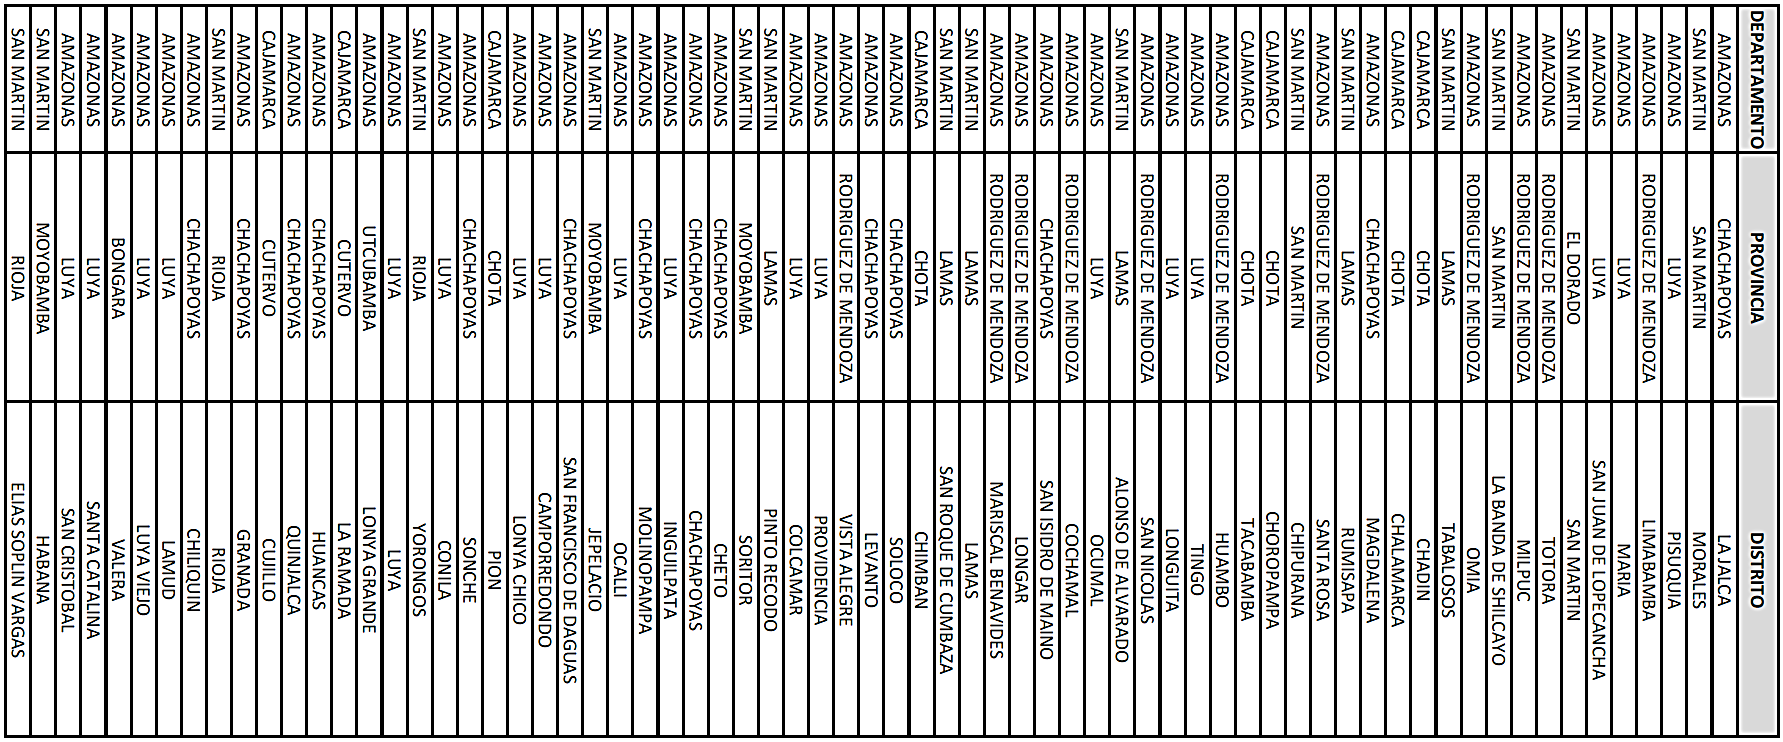 DEPARTAMENTO PROVINCIA DISTRITO
AMAZONAS CHACHAPOYAS LA JALCA
SAN MARTIN SAN MARTIN MORALES
AMAZONAS LUYA PISUQUIA
AMAZONAS RODRIGUEZ DE MENDOZA LIMABAMBA
AMAZONAS LUYA MARIA
AMAZONAS LUYA SAN JUAN DE LOPECANCHA
SAN MARTIN EL DORADO SAN MARTIN
AMAZONAS RODRIGUEZ DE MENDOZA TOTORA
AMAZONAS RODRIGUEZ DE MENDOZA MILPUC
SAN MARTIN SAN MARTIN LA BANDA DE SHILCAYO
AMAZONAS RODRIGUEZ DE MENDOZA OMIA
SAN MARTIN LAMAS TABALOSOS
CAJAMARCA CHOTA CHADIN
CAJAMARCA CHOTA CHALAMARCA
AMAZONAS CHACHAPOYAS MAGDALENA
SAN MARTIN LAMAS RUMISAPA
AMAZONAS RODRIGUEZ DE MENDOZA SANTA ROSA
SAN MARTIN SAN MARTIN CHIPURANA
CAJAMARCA CHOTA CHOROPAMPA
CAJAMARCA CHOTA TACABAMBA
AMAZONAS RODRIGUEZ DE MENDOZA HUAMBO
AMAZONAS LUYA TINGO
AMAZONAS LUYA LONGUITA
AMAZONAS RODRIGUEZ DE MENDOZA SAN NICOLAS
SAN MARTIN LAMAS ALONSO DE ALVARADO
AMAZONAS LUYA OCUMAL
AMAZONAS RODRIGUEZ DE MENDOZA COCHAMAL
AMAZONAS CHACHAPOYAS SAN ISIDRO DE MAINO
AMAZONAS RODRIGUEZ DE MENDOZA LONGAR
AMAZONAS RODRIGUEZ DE MENDOZA MARISCAL BENAVIDES
SAN MARTIN LAMAS LAMAS
SAN MARTIN LAMAS SAN ROQUE DE CUMBAZA
CAJAMARCA CHOTA CHIMBAN
AMAZONAS CHACHAPOYAS SOLOCO
AMAZONAS CHACHAPOYAS LEVANTO
AMAZONAS RODRIGUEZ DE MENDOZA VISTA ALEGRE
AMAZONAS LUYA PROVIDENCIA
AMAZONAS LUYA COLCAMAR
SAN MARTIN LAMAS PINTO RECODO
SAN MARTIN MOYOBAMBA SORITOR
AMAZONAS CHACHAPOYAS CHETO
AMAZONAS CHACHAPOYAS CHACHAPOYAS
AMAZONAS LUYA INGUILPATA
AMAZONAS CHACHAPOYAS MOLINOPAMPA
AMAZONAS LUYA OCALLI
SAN MARTIN MOYOBAMBA JEPELACIO
AMAZONAS CHACHAPOYAS SAN FRANCISCO DE DAGUAS
AMAZONAS LUYA CAMPORREDONDO
AMAZONAS LUYA LONYA CHICO
CAJAMARCA CHOTA PION
AMAZONAS CHACHAPOYAS SONCHE
AMAZONAS LUYA CONILA
SAN MARTIN RIOJA YORONGOS
AMAZONAS LUYA LUYA
AMAZONAS UTCUBAMBA LONYA GRANDE
CAJAMARCA CUTERVO LA RAMADA
AMAZONAS CHACHAPOYAS HUANCAS
AMAZONAS CHACHAPOYAS QUINJALCA
CAJAMARCA CUTERVO CUJILLO
AMAZONAS CHACHAPOYAS GRANADA
SAN MARTIN RIOJA RIOJA
AMAZONAS CHACHAPOYAS CHILIQUIN
AMAZONAS LUYA LAMUD
AMAZONAS LUYA LUYA VIEJO
AMAZONAS BONGARA VALERA
AMAZONAS LUYA SANTA CATALINA
AMAZONAS LUYA SAN CRISTOBAL
SAN MARTIN MOYOBAMBA HABANA
SAN MARTIN RIOJA ELIAS SOPLIN VARGAS